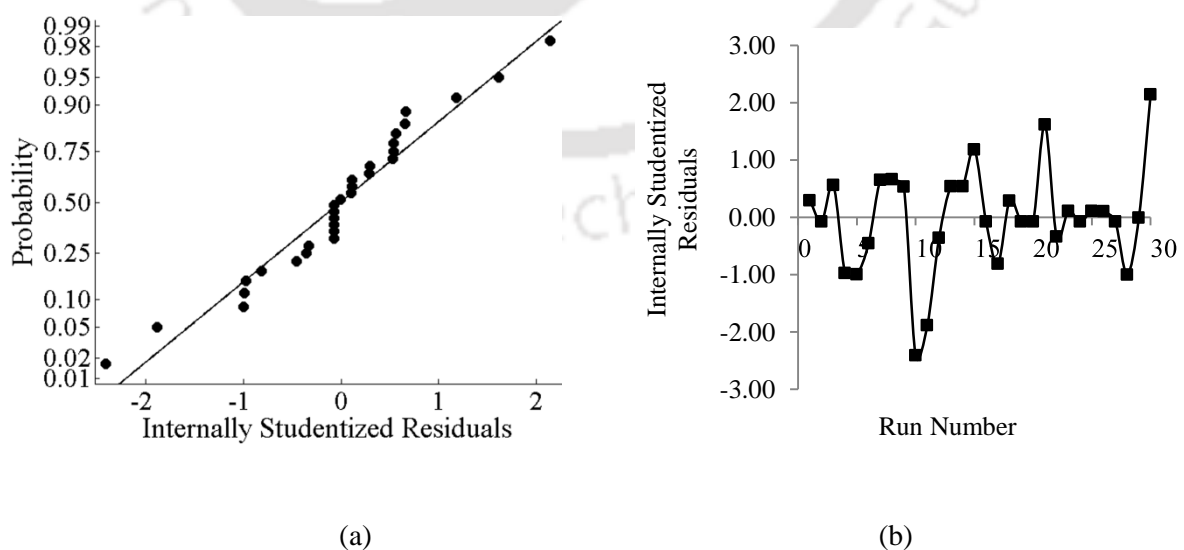 0.99
0.98
0.95
0.90
0.75
0.50
0.25
0.10
0.05
0.02
0.01
Probability
-2 -1 0 1 2
Internally Studentized Residuals
3.00
2.00
1.00
0.00
-1.00
-2.00
-3.00
Internally Studentized
Residuals
0 5 10 15 20 25 30
Run Number
(a) (b)